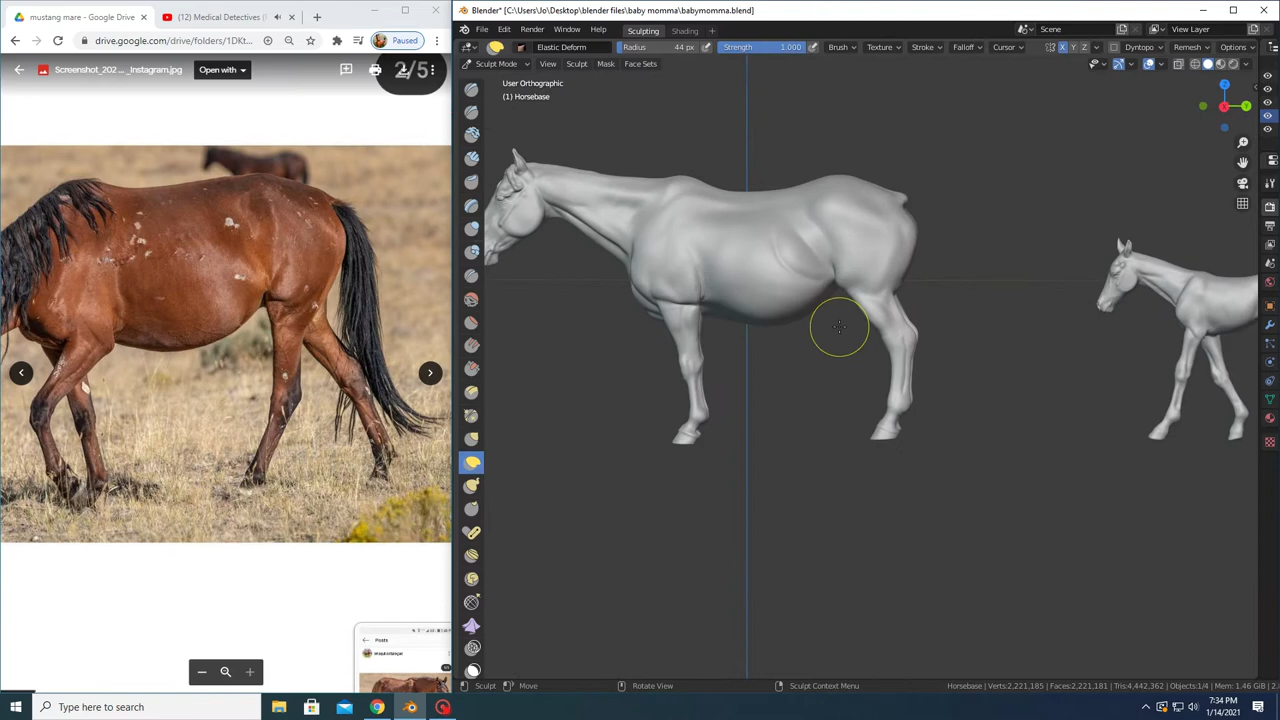 mustang mare - Google Drive
(12) Medical Detectives (F
drive.google.com/drive/folders/1DKt...
Paused
Screenshot_202 ... _Instagram.jpg
Open with
2/5
Posts
Blender* [C:\Users\Jo\Desktop\blender files\baby momma\babymomma.blend]
File Edit Render Window Help
Sculpting Shading
Scene
View Layer
Elastic Deform
Radius 44 px
Strength 1.000
Brush Texture Stroke Falloff Cursor
X Y Z
Dyntopo Remesh Options
Sculpt Mode
View Sculpt Mask Face Sets
User Orthographic
(1) Horsebase
Z
Y
X
Sculpt
Move
Rotate View
Sculpt Context Menu
Horsebase | Verts:2,221,185 | Faces:2,221,181 | Tris:4,442,362 | Objects:1/4 | Mem: 1.46 GiB | 2.
Type here to search
7:34 PM
1/14/2021